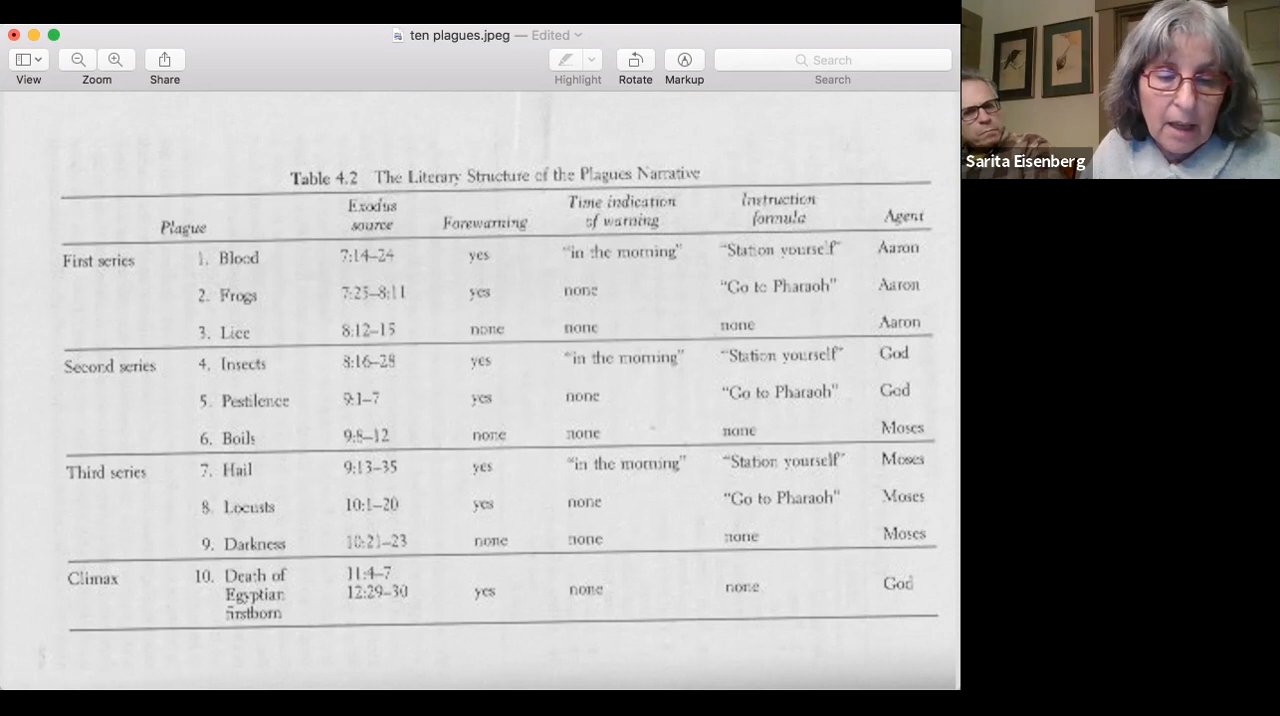 ten plagues.jpeg — Edited
View Zoom Share Highlight Rotate Markup Search
Search
Sarita Eisenberg
Table 4.2 The Literary Structure of the Plagues Narrative
Plague Exodus source Forewarning Time indication of warning Instruction formula Agent
First series 1. Blood 7:14–24 yes "in the morning" "Station yourself" Aaron
2. Frogs 7:25–8:11 yes none "Go to Pharaoh" Aaron
3. Lice 8:12–15 none none none Aaron
Second series 4. Insects 8:16–28 yes "in the morning" "Station yourself" God
5. Pestilence 9:1–7 yes none "Go to Pharaoh" God
6. Boils 9:8–12 none none none Moses
Third series 7. Hail 9:13–35 yes "in the morning" "Station yourself" Moses
8. Locusts 10:1–20 yes none "Go to Pharaoh" Moses
9. Darkness 10:21–23 none none none Moses
Climax 10. Death of 11:4–7
Egyptian 12:29–30 yes none none God
firstborn